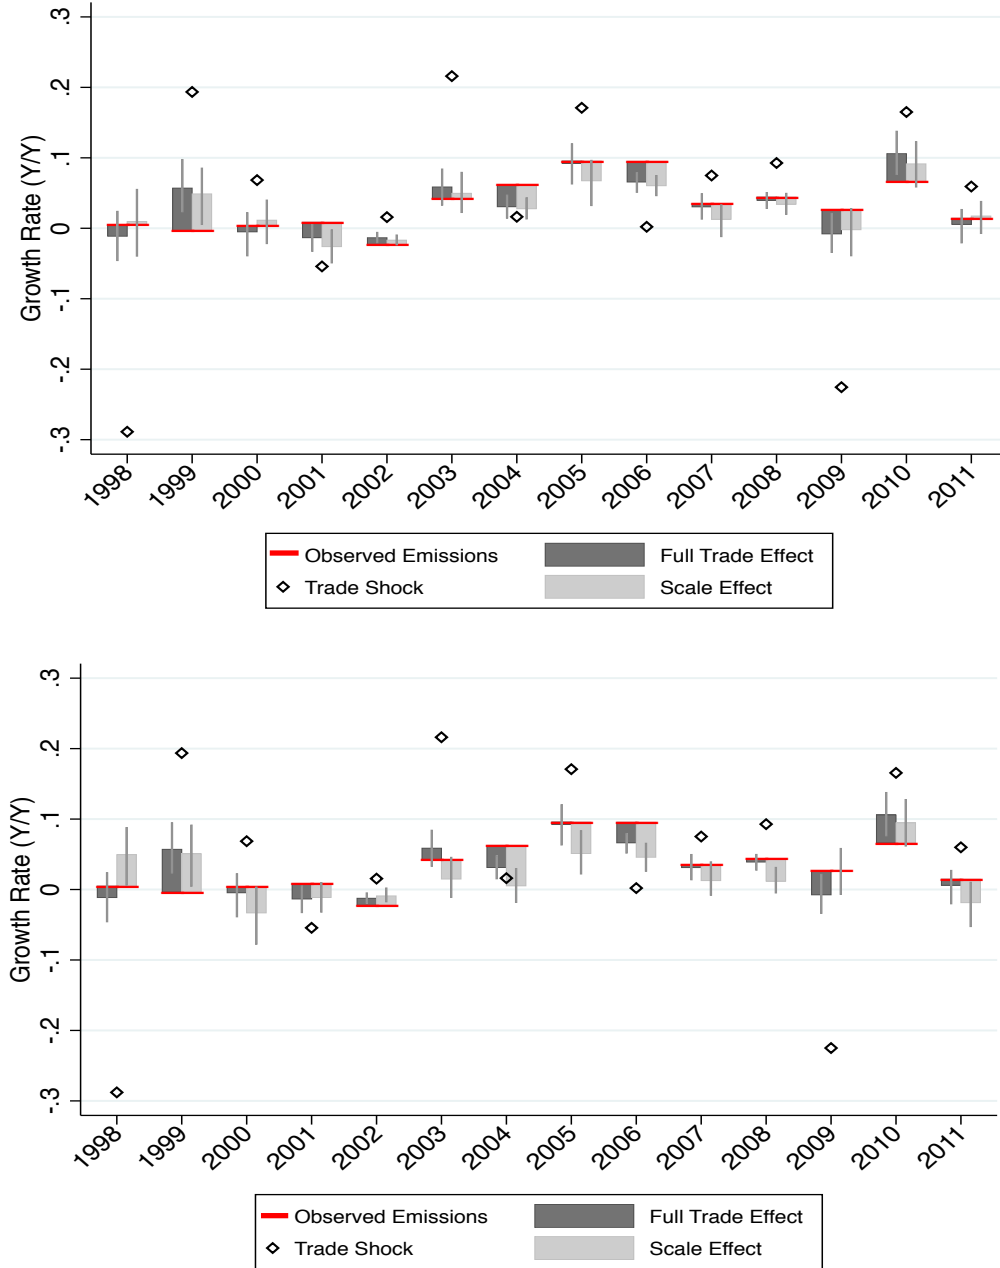 .3
.2
.1
0
-.1
-.2
-.3
Growth Rate (Y/Y)
1998 1999 2000 2001 2002 2003 2004 2005 2006 2007 2008 2009 2010 2011
Observed Emissions Full Trade Effect
Trade Shock Scale Effect
.3
.2
.1
0
-.1
-.2
-.3
Growth Rate (Y/Y)
1998 1999 2000 2001 2002 2003 2004 2005 2006 2007 2008 2009 2010 2011
Observed Emissions Full Trade Effect
Trade Shock Scale Effect